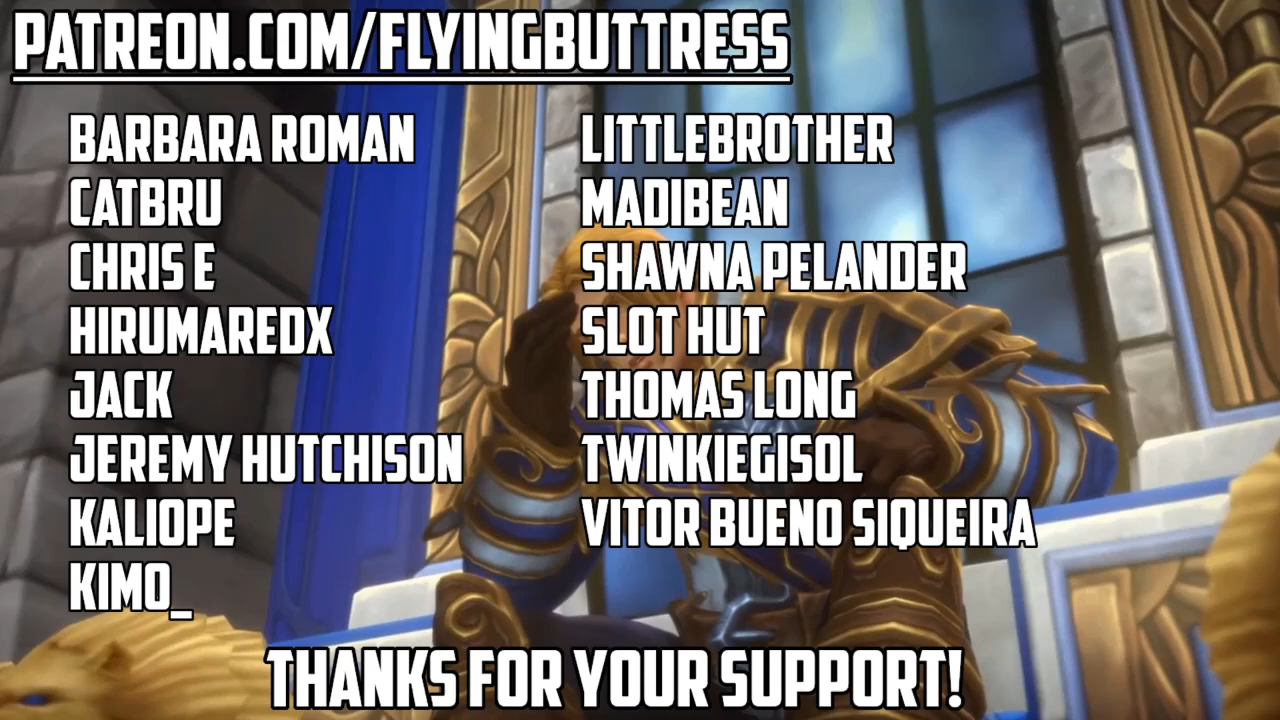 PATREON.COM/FLYINGBUTTRESS
BARBARA ROMAN
CATBRU
CHRIS E
HIRUMAREDX
JACK
JEREMY HUTCHISON
KALIOPE
KIMO_
LITTLEBROTHER
MADIBEAN
SHAWNA PELANDER
SLOT HUT
THOMAS LONG
TWINKIEGISOL
VITOR BUENO SIQUEIRA
THANKS FOR YOUR SUPPORT!